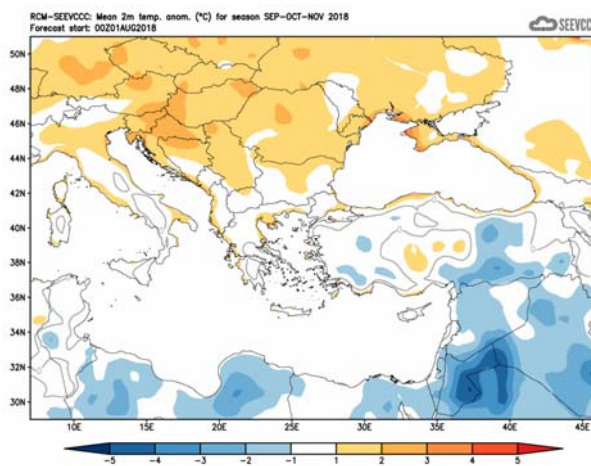 RCM-SEEVCCC: Mean 2m temp. anom. (°C) for season SEP-OCT-NOV 2018
Forecast start: 00Z01AUG2018
SEEVCC
50N
48N
46N
44N
42N
40N
38N
36N
34N
32N
30N
10E 15E 20E 25E 30E 35E 40E 45E
-5 -4 -3 -2 -1 1 2 3 4 5